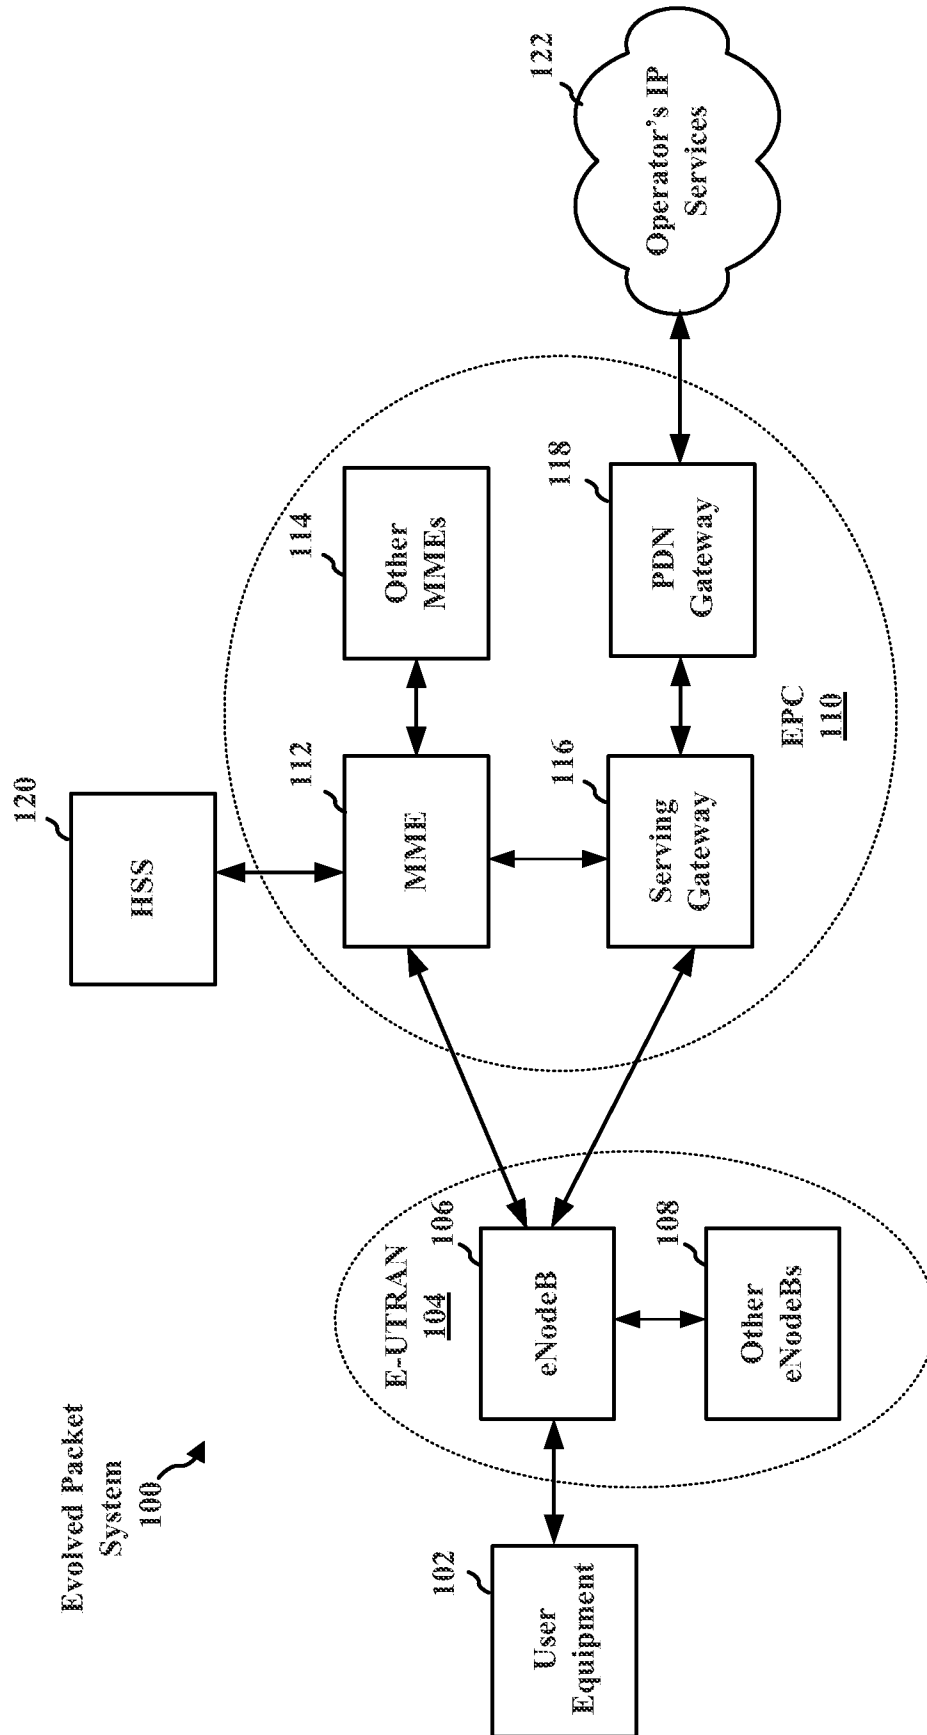 Evolved Packet
System
100
HSS
120
E-UTRAN
104
User
Equipment
102
eNodeB
106
Other
eNodeBs
108
MME
112
Other
MMEs
114
Serving
Gateway
116
PDN
Gateway
118
EPC
110
Operator's IP
Services
122